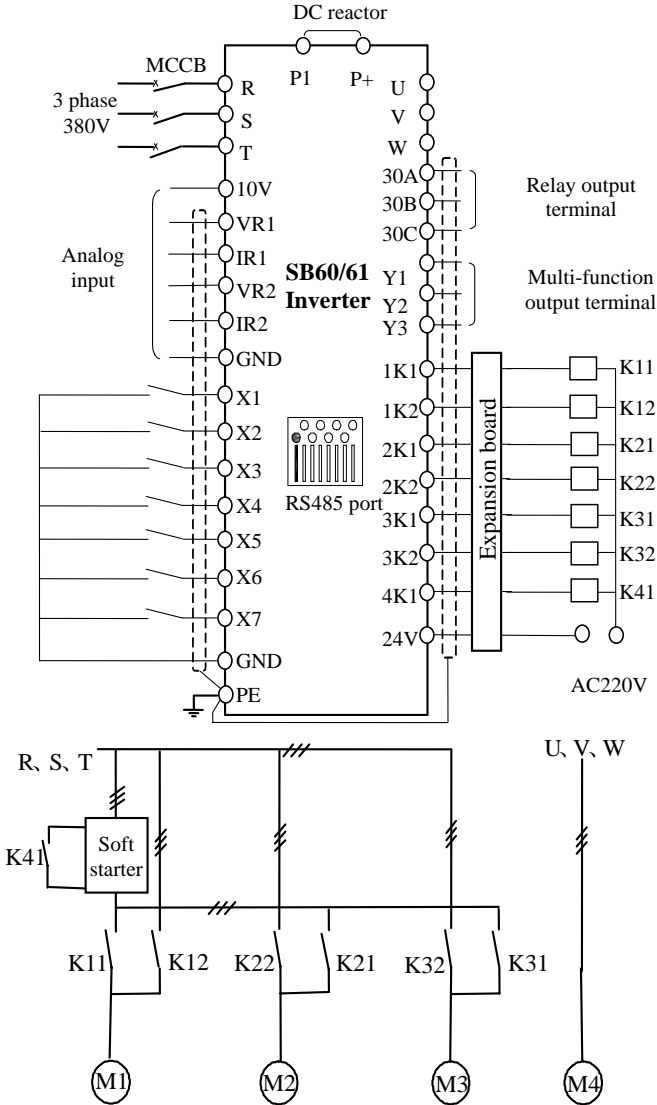 DC reactor
MCCB
P1
P+
3 phase
380V
R
S
T
U
V
W
10V
VR1
IR1
VR2
IR2
GND
Analog
input
30A
30B
30C
Relay output
terminal
SB60/61
Inverter
Y1
Y2
Y3
Multi-function
output terminal
X1
X2
X3
X4
X5
X6
X7
GND
PE
RS485 port
1K1
1K2
2K1
2K2
3K1
3K2
4K1
24V
Expansion board
K11
K12
K21
K22
K31
K32
K41
AC220V
R、S、T
U、V、W
K41
Soft
starter
K11
K12
K22
K21
K32
K31
M1
M2
M3
M4